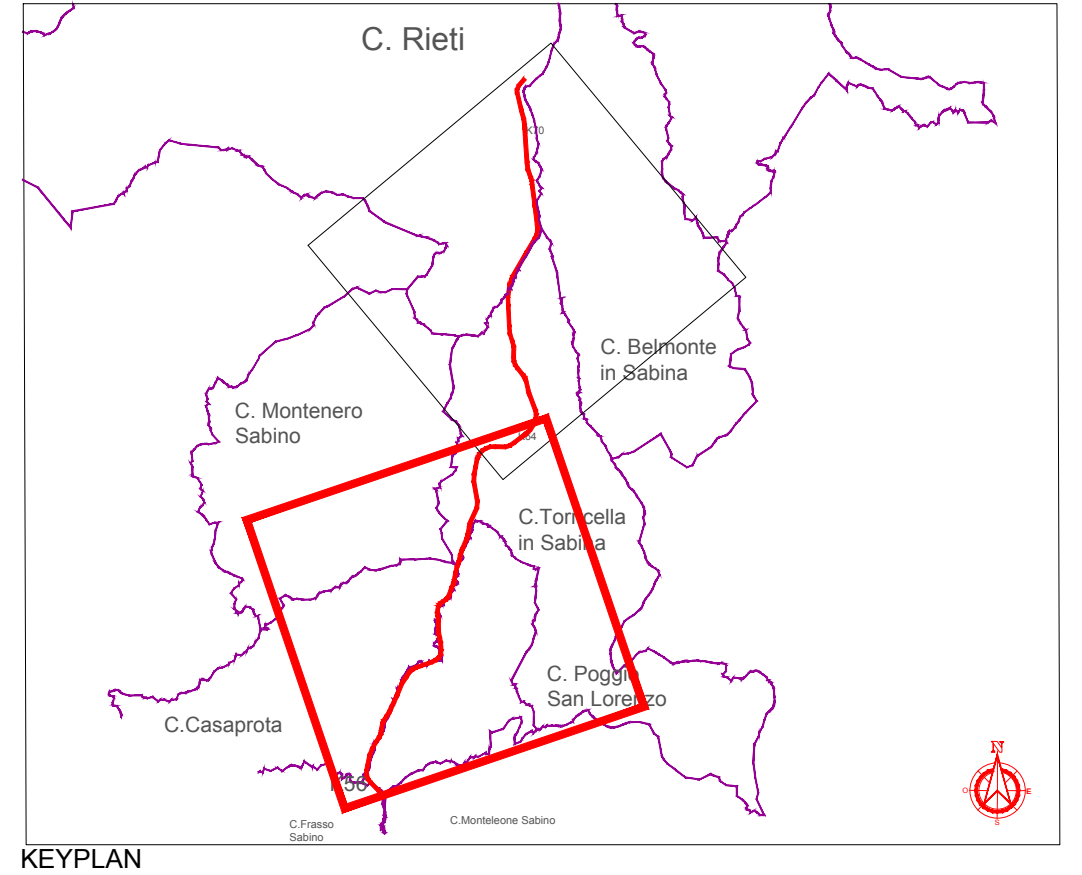 C. Rieti
K70
C. Belmonte
in Sabina
C. Montenero
Sabino
C.Torricella
in Sabina
C. Poggio
San Lorenzo
C.Casaprota
C.Frasso
Sabino
C.Monteleone Sabino
N
O
E
S
KEYPLAN